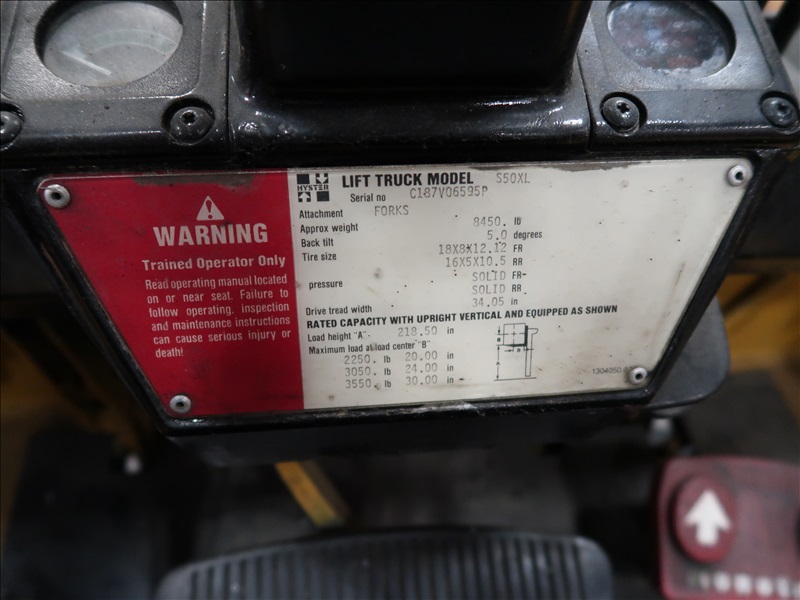 WARNING
Trained Operator Only
Read operating manual located
on or near seat. Failure to
follow operating, inspection
and maintenance instructions
can cause serious injury or
death!
HYSTER
LIFT TRUCK MODEL S50XL
Serial no C187V06595P
Attachment FORKS
Approx weight 8450. lb
Back tilt 5.0 degrees
Tire size 18X8X12.12 FR
16X5X10.5 RR
pressure SOLID FR
SOLID RR
Drive tread width 34.05 in
RATED CAPACITY WITH UPRIGHT VERTICAL AND EQUIPPED AS SHOWN
Load height "A" 218.50 in
Maximum load at load center "B"
2250. lb 20.00 in
3050. lb 24.00 in
3550. lb 30.00 in